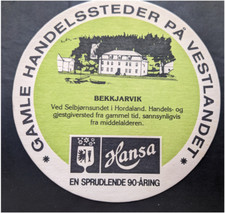 * GAMLE HANDELSSTEDER PÅ VESTLANDET *
BEKKJARVIK
Ved Selbjørnsundet i Hordaland. Handels- og
gjestgiversted fra gammel tid, sannsynligvis
fra middelalderen.
Hansa
EN SPRUDLENDE 90-ÅRING